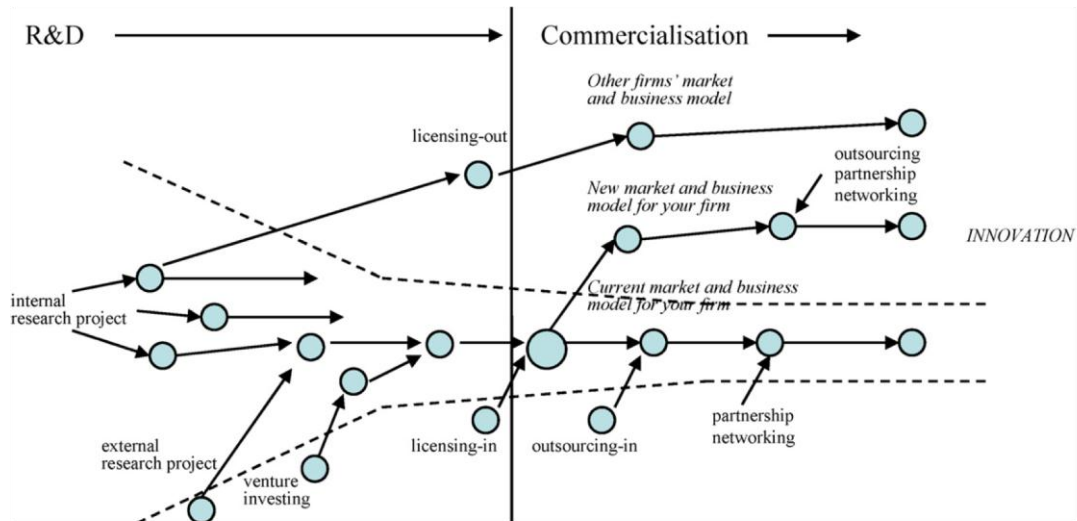 R&D
Commercialisation
Other firms' market
and business model
licensing-out
outsourcing
partnership
networking
New market and business
model for your firm
INNOVATION
internal
research project
Current market and business
model for your firm
external
research project
venture
investing
licensing-in
outsourcing-in
partnership
networking